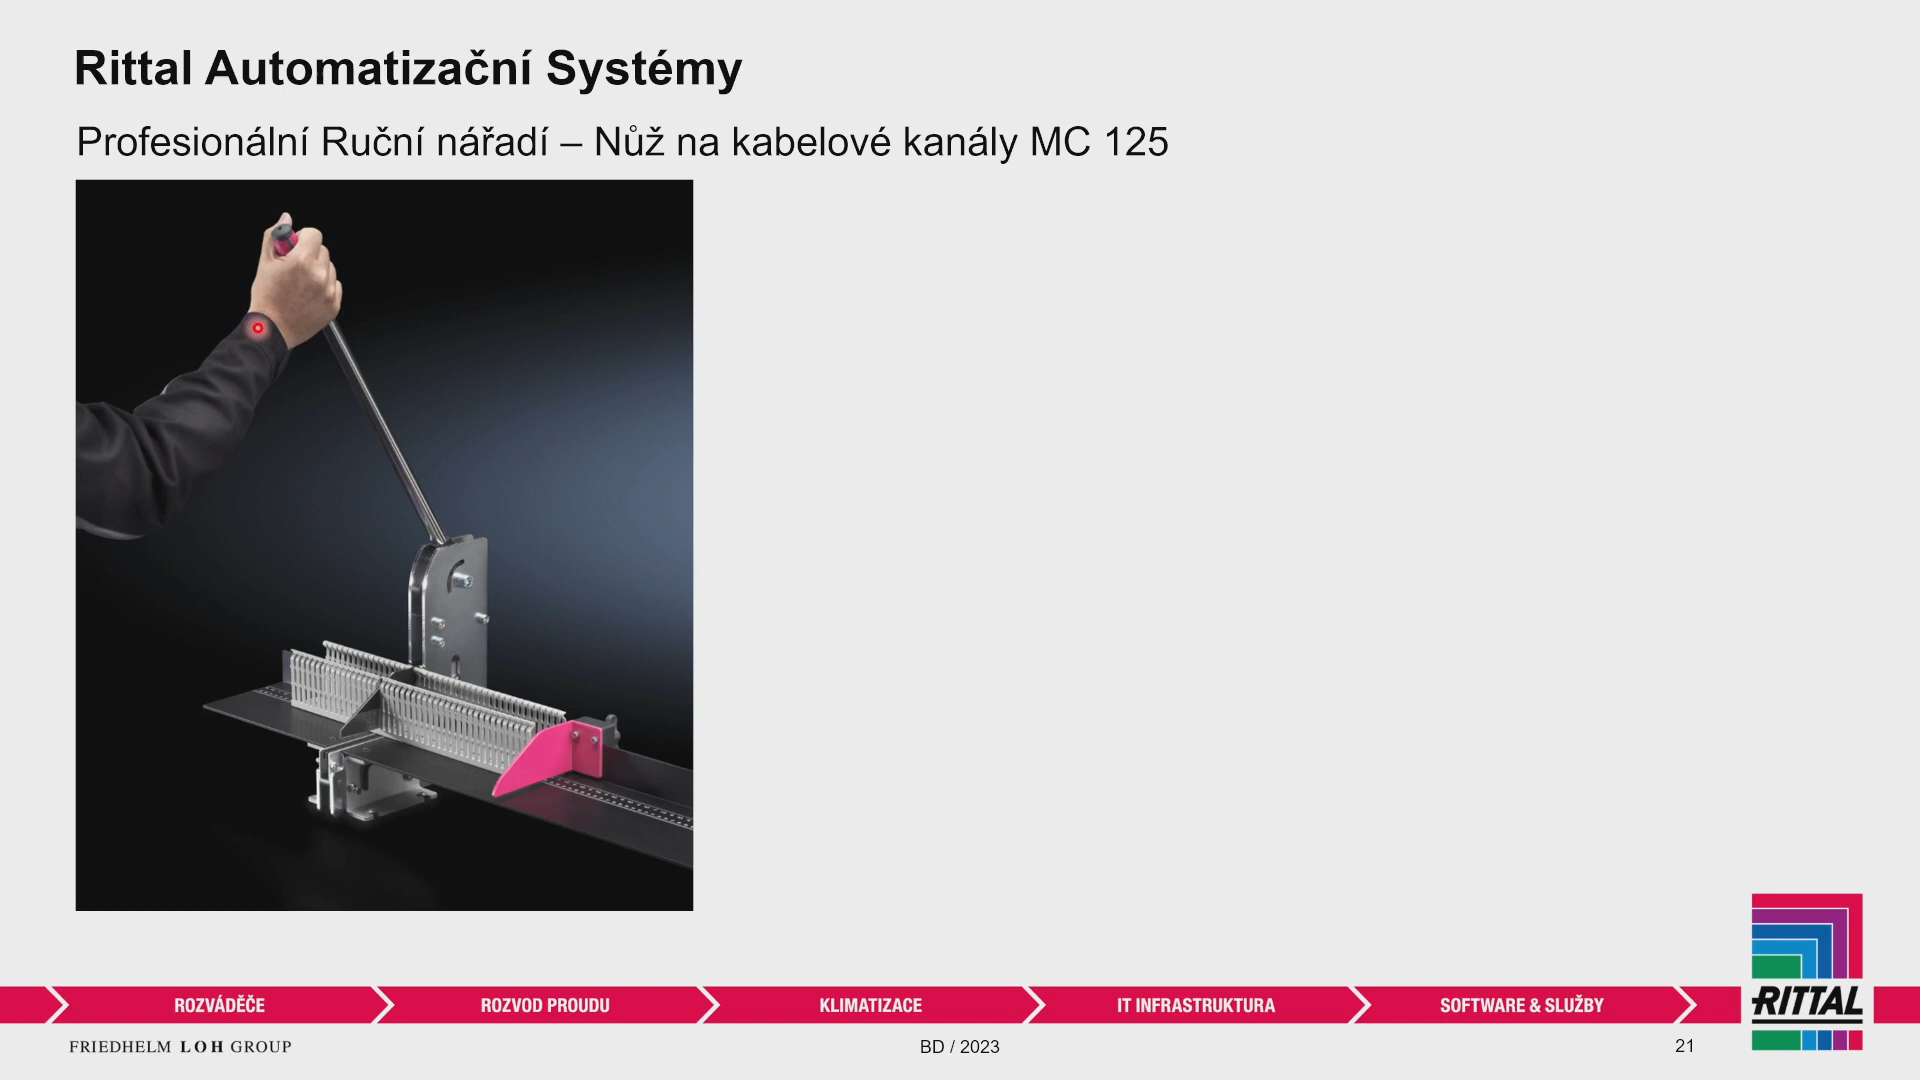 Rittal Automatizační Systémy
Profesionální Ruční nářadí – Nůž na kabelové kanály MC 125
ROZVÁDĚČE
ROZVOD PROUDU
KLIMATIZACE
IT INFRASTRUKTURA
SOFTWARE & SLUŽBY
RITTAL
FRIEDHELM LOH GROUP
BD / 2023
21